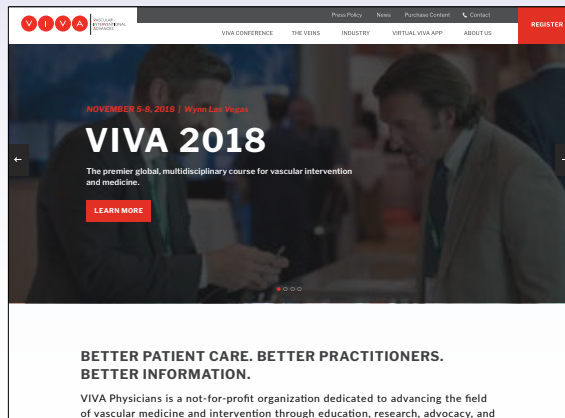 VIVA
VASCULAR
INTERVENTIONAL
ADVANCES
Press Policy News Purchase Content Contact
REGISTER
VIVA CONFERENCE THE VEINS INDUSTRY VIRTUAL VIVA APP ABOUT US
NOVEMBER 5-8, 2018 | Wynn Las Vegas
VIVA 2018
The premier global, multidisciplinary course for vascular intervention
and medicine.
LEARN MORE
BETTER PATIENT CARE. BETTER PRACTITIONERS.
BETTER INFORMATION.
VIVA Physicians is a not-for-profit organization dedicated to advancing the field
of vascular medicine and intervention through education, research, advocacy, and